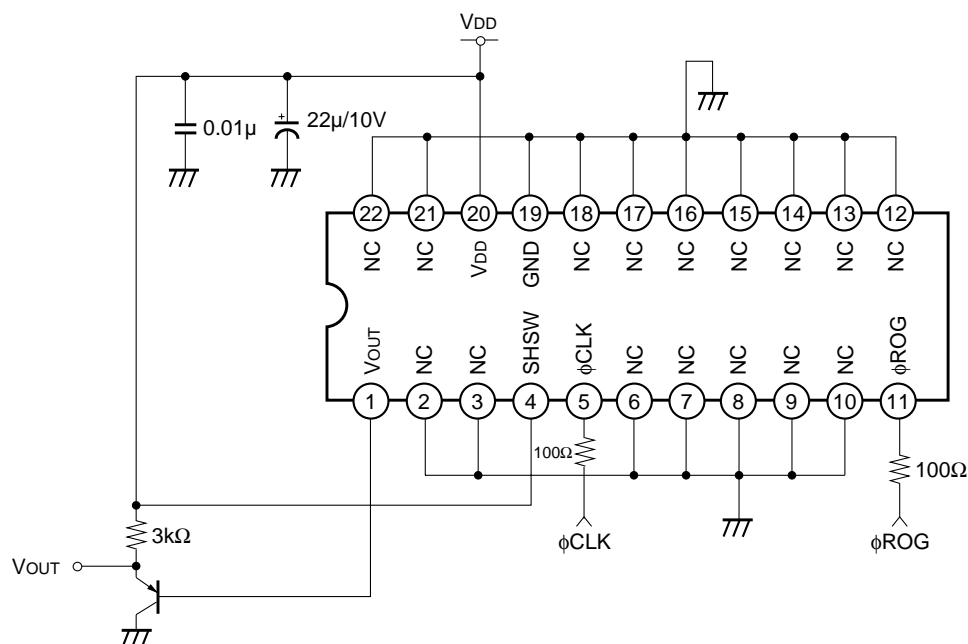 VDD
0.01µ
+
22µ/10V
22 21 20 19 18 17 16 15 14 13 12
NC NC VDD GND NC NC NC NC NC NC NC
VOUT NC NC SHSW ϕCLK NC NC NC NC NC ϕROG
1 2 3 4 5 6 7 8 9 10 11
100Ω
100Ω
3kΩ
ϕCLK
ϕROG
VOUT